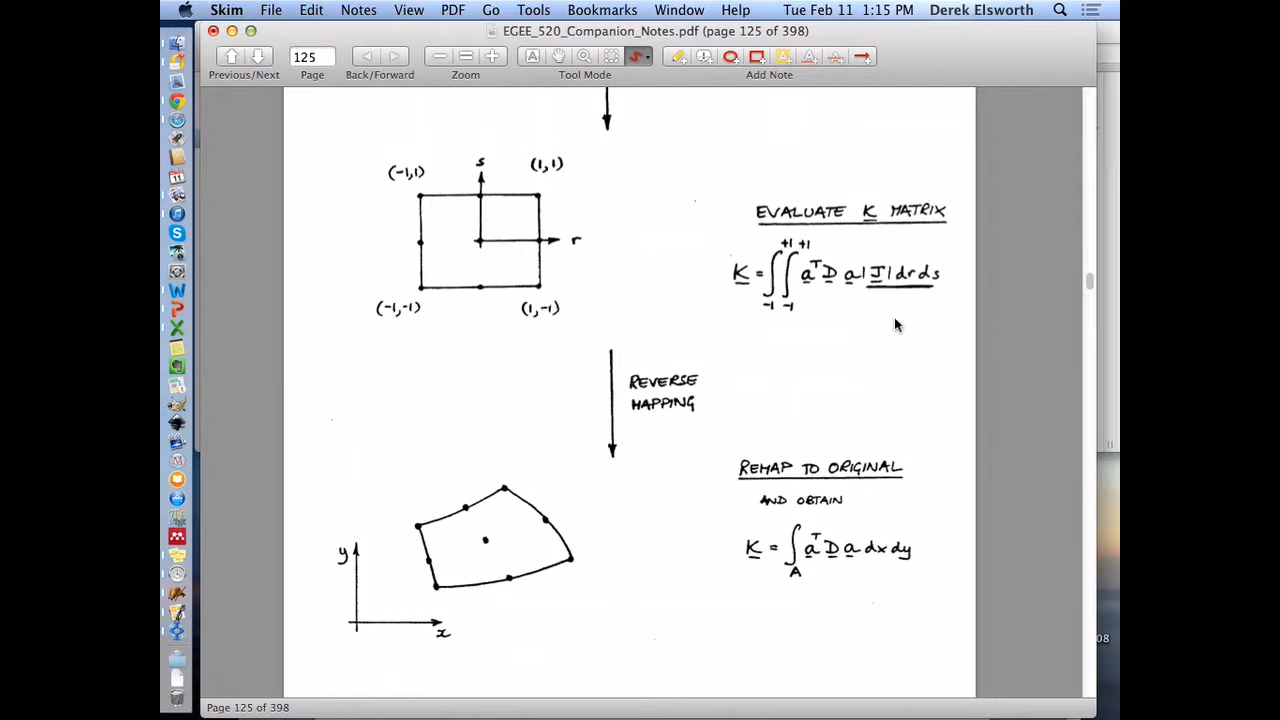 Skim File Edit Notes View PDF Go Tools Bookmarks Window Help Tue Feb 11 1:15 PM Derek Elsworth
EGEE_520_Companion_Notes.pdf (page 125 of 398)
125
Previous/Next Page Back/Forward Zoom Tool Mode Add Note
(-1,1) s (1,1)
r
(-1,-1) (1,-1)
EVALUATE K MATRIX
K = ∫∫ aᵀ D a |J| dr ds
+1 +1
-1 -1
REVERSE
MAPPING
REMAP TO ORIGINAL
AND OBTAIN
K = ∫ aᵀ D a dx dy
A
y
x
Page 125 of 398
08